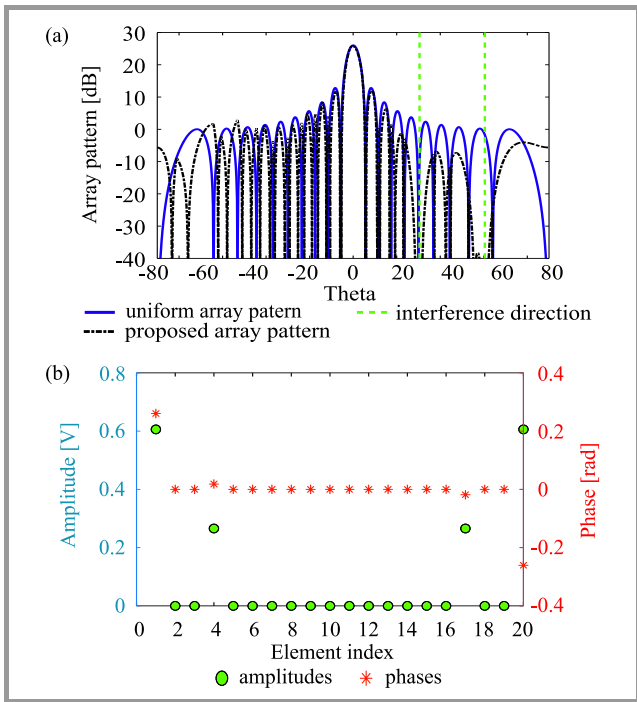 (a)
30
20
10
0
-10
-20
-30
-40
Array pattern [dB]
-80 -60 -40 -20 0 20 40 60 80
Theta
uniform array patern
interference direction
proposed array pattern
(b)
0.8
0.6
0.4
0.2
0
Amplitude [V]
0.4
0.2
0
-0.2
-0.4
Phase [rad]
0 2 4 6 8 10 12 14 16 18 20
Element index
amplitudes phases